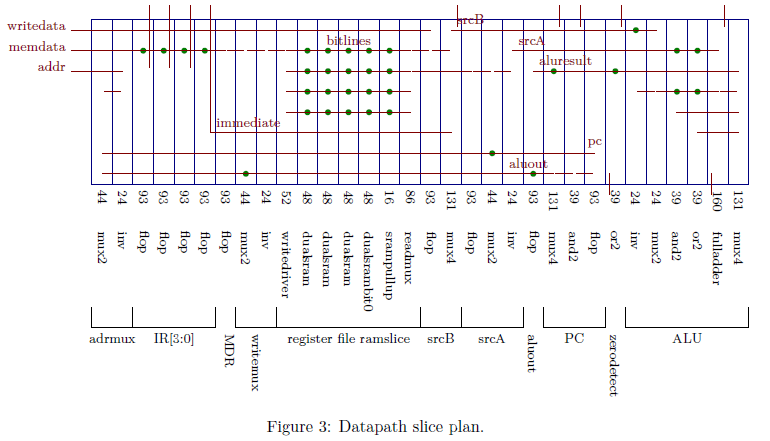 srcB
writedata
bitlines srcA
memdata
aluresult
addr
immediate
pc
aluout
44 24 93 93 93 93 93 44 24 52 48 48 48 48 16 86 93 131 93 44 24 93 131 39 93 39 24 24 39 39 160 131
mux2 inv flop flop flop flop flop mux2 inv writedriver dualsram dualsram dualsram dualsrambit0 srampullup readmux flop mux4 flop mux2 inv flop mux4 and2 flop or2 inv mux2 and2 or2 fulladder mux4
adrmux IR[3:0] MDR writemux register file ramslice srcB srcA aluout PC zerodetect ALU
Figure 3: Datapath slice plan.